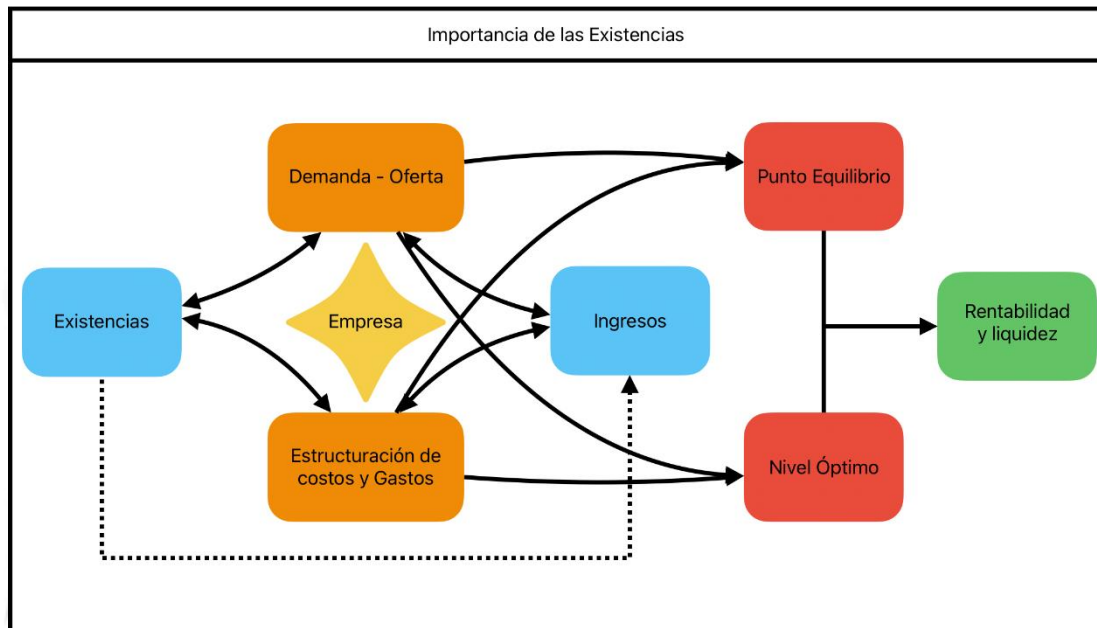 Importancia de las Existencias
Demanda - Oferta
Punto Equilibrio
Existencias
Empresa
Ingresos
Rentabilidad
y liquidez
Estructuración de
costos y Gastos
Nivel Óptimo